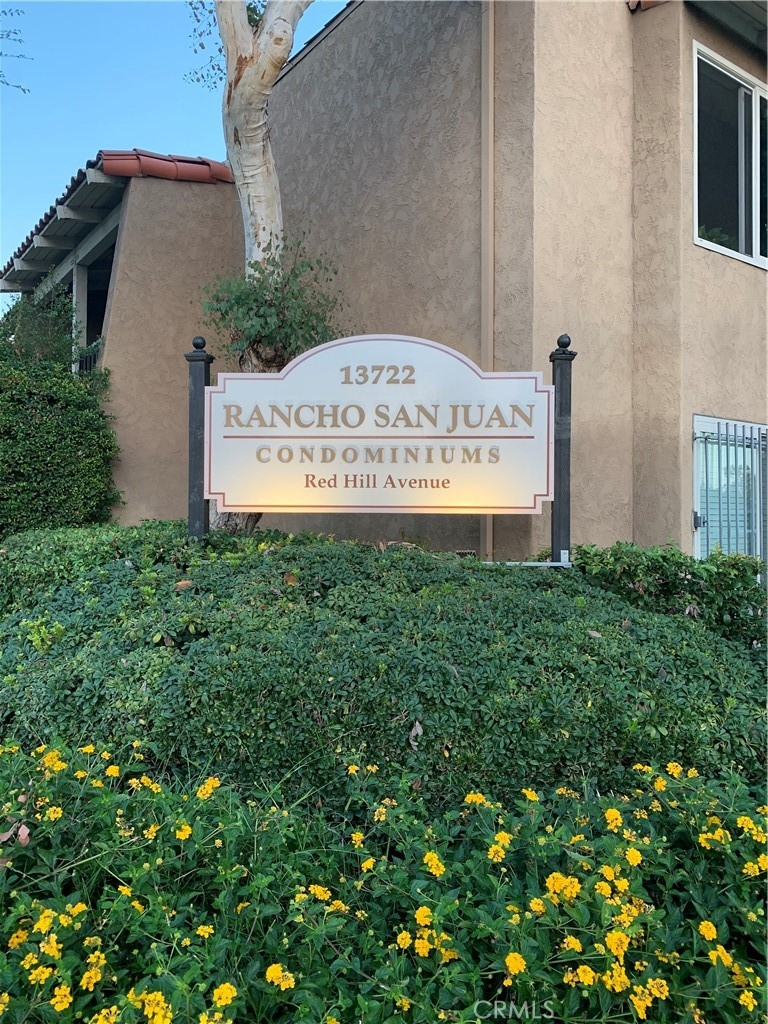 13722
RANCHO SAN JUAN
CONDOMINIUMS
Red Hill Avenue
CRMLS